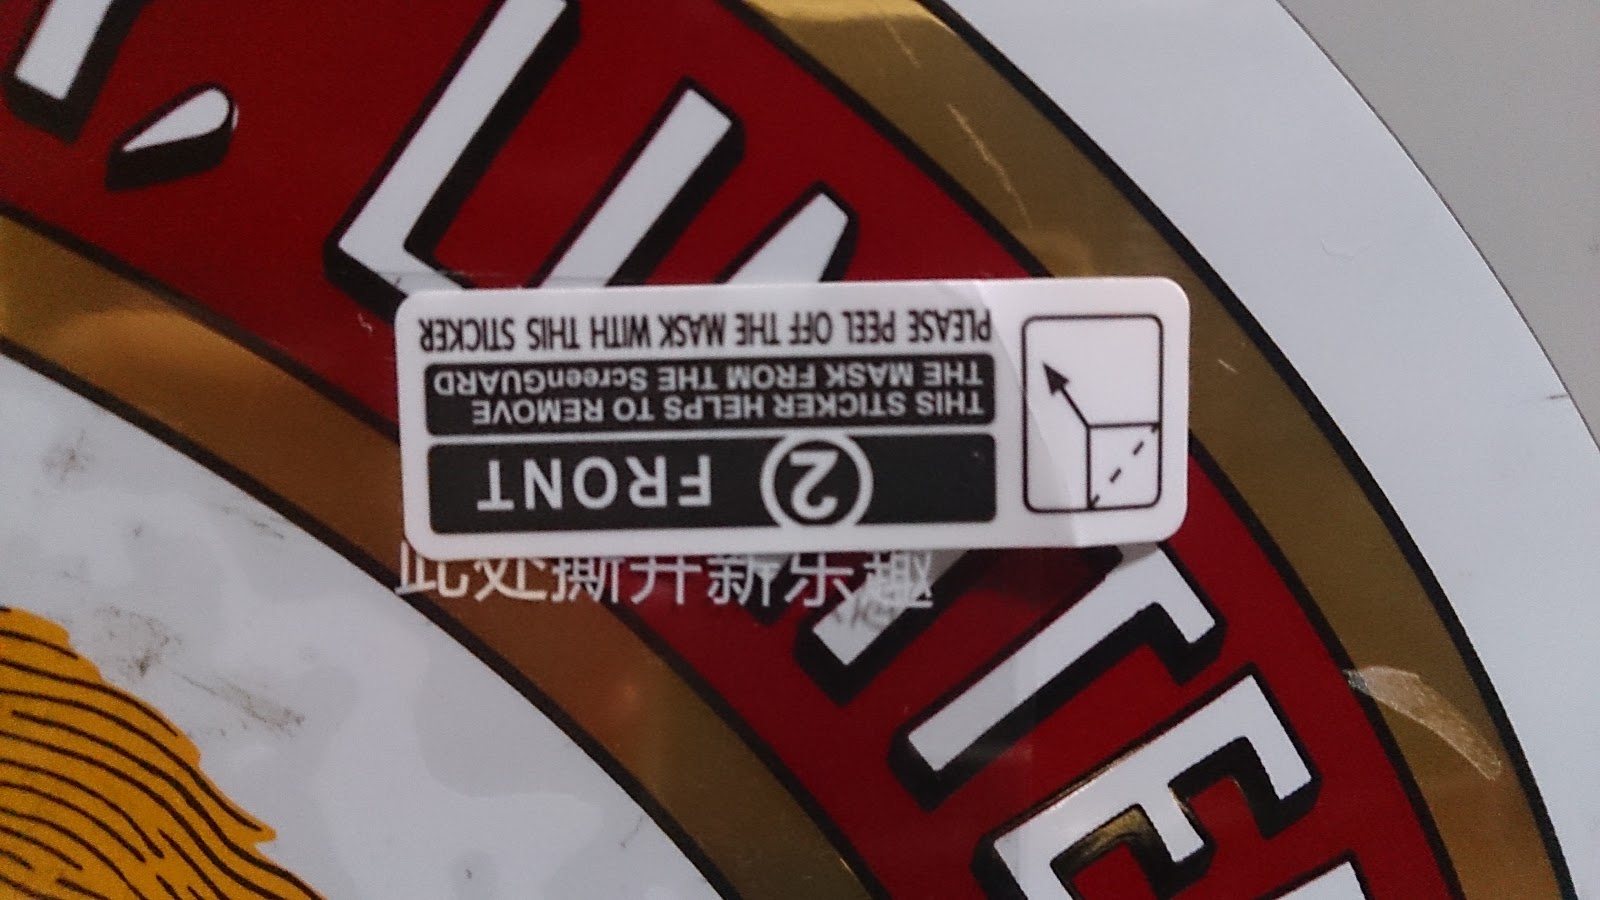 ② FRONT
THIS STICKER HELPS TO REMOVE
THE MASK FROM THE ScreenGUARD
PLEASE PEEL OFF THE MASK WITH THIS STICKER
此处撕开新乐趣